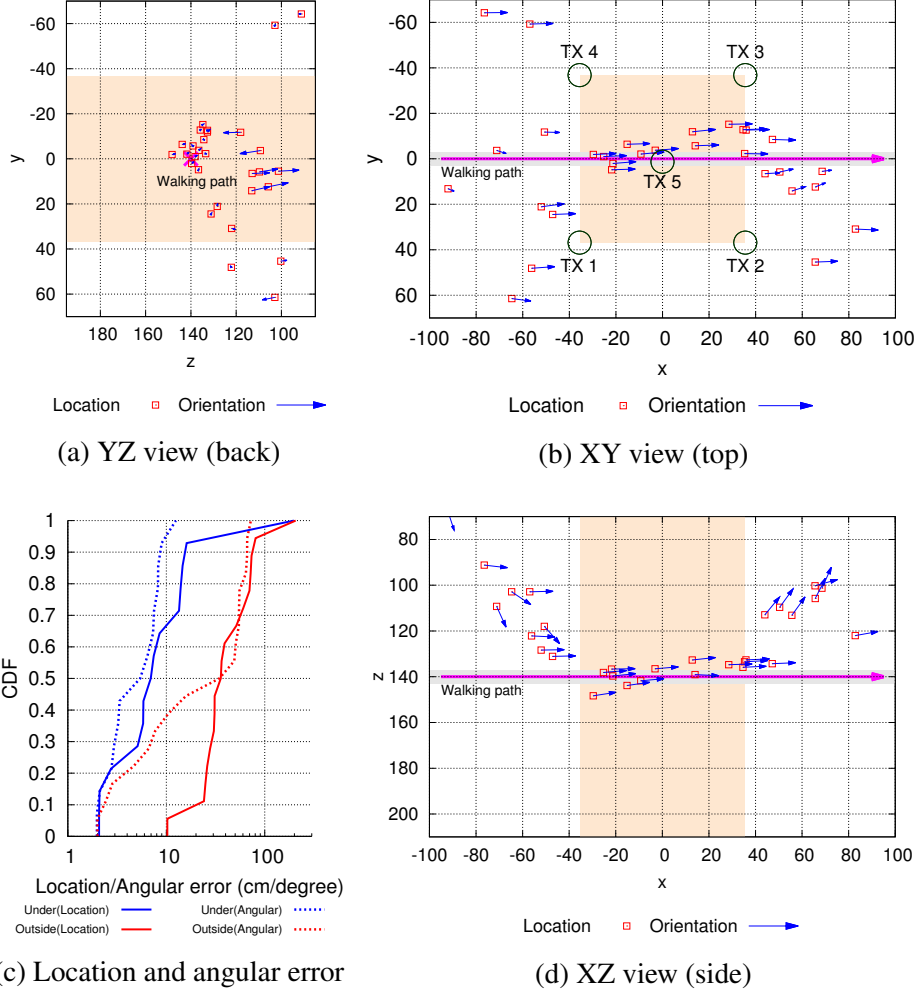 -60
-40
-20
0
20
40
60
y
180 160 140 120 100
z
Walking path
Location Orientation
(a) YZ view (back)
-60
-40
-20
0
20
40
60
y
-100 -80 -60 -40 -20 0 20 40 60 80 100
x
TX 4 TX 3
Walking path
TX 5
TX 1 TX 2
Location Orientation
(b) XY view (top)
1
0.9
0.8
0.7
0.6
0.5
0.4
0.3
0.2
0.1
0
CDF
1 10 100
Location/Angular error (cm/degree)
Under(Location) Under(Angular)
Outside(Location) Outside(Angular)
(c) Location and angular error
80
100
120
140
160
180
200
z
Walking path
-100 -80 -60 -40 -20 0 20 40 60 80 100
x
Location Orientation
(d) XZ view (side)